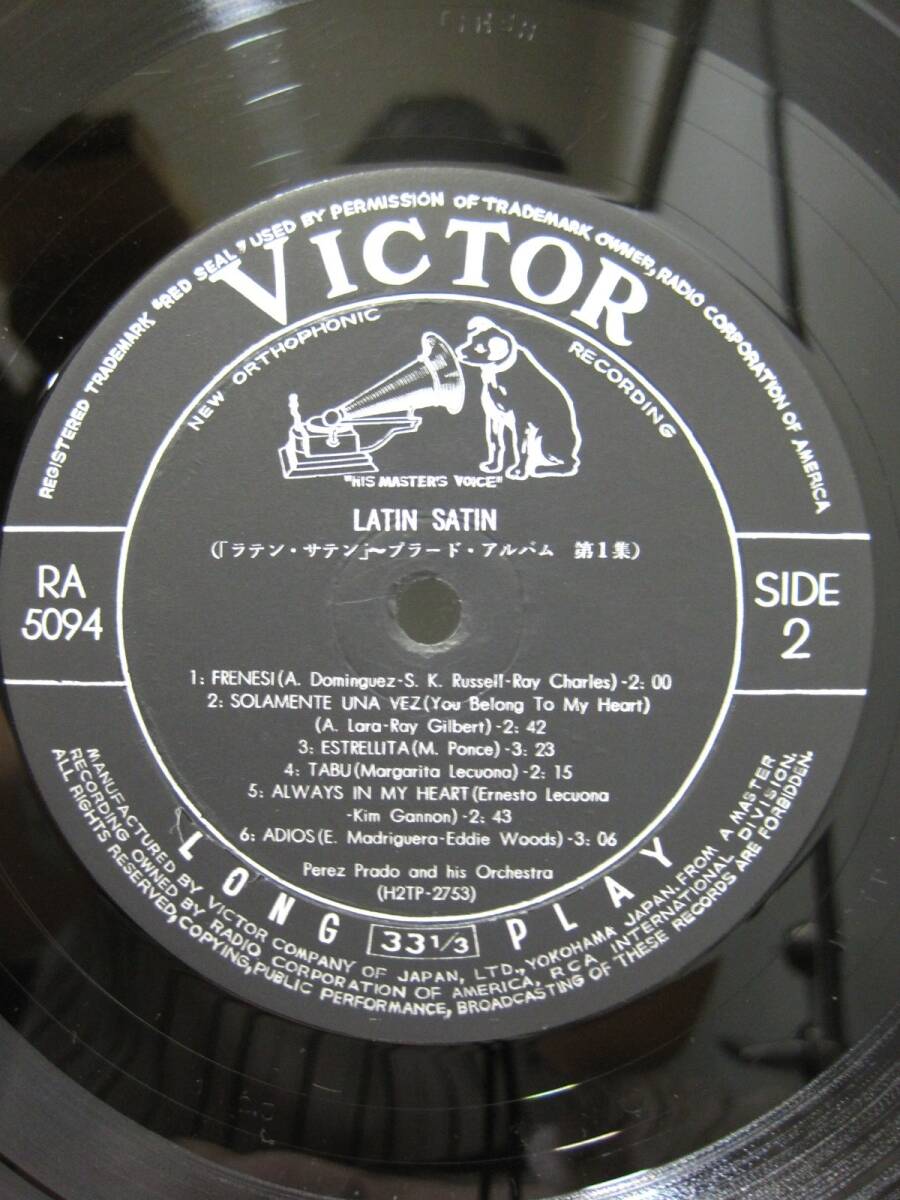 REGISTERED TRADEMARK "RED SEAL" USED BY PERMISSION OF TRADEMARK OWNER, RADIO CORPORATION OF AMERICA
VICTOR
NEW ORTHOPHONIC RECORDING
"HIS MASTER'S VOICE"
LATIN SATIN
(「ラテン・サテン」～プラード・アルバム 第1集)
RA
5094
SIDE
2
1: FRENESI(A. Dominguez-S. K. Russell-Ray Charles)-2: 00
2: SOLAMENTE UNA VEZ(You Belong To My Heart)
(A. Lara-Ray Gilbert)-2: 42
3: ESTRELLITA(M. Ponce)-3: 23
4: TABU(Margarita Lecuona)-2: 15
5: ALWAYS IN MY HEART(Ernesto Lecuona
-Kim Gannon)-2: 43
6: ADIOS(E. Madriguera-Eddie Woods)-3: 06
Perez Prado and his Orchestra
(H2TP-2753)
LONG 33 1/3 PLAY
MANUFACTURED BY VICTOR COMPANY OF JAPAN, LTD., YOKOHAMA, JAPAN, FROM A MASTER
RECORDING OWNED BY RADIO CORPORATION OF AMERICA, RCA INTERNATIONAL DIVISION.
ALL RIGHTS RESERVED, COPYING, PUBLIC PERFORMANCE, BROADCASTING OF THESE RECORDS ARE FORBIDDEN.